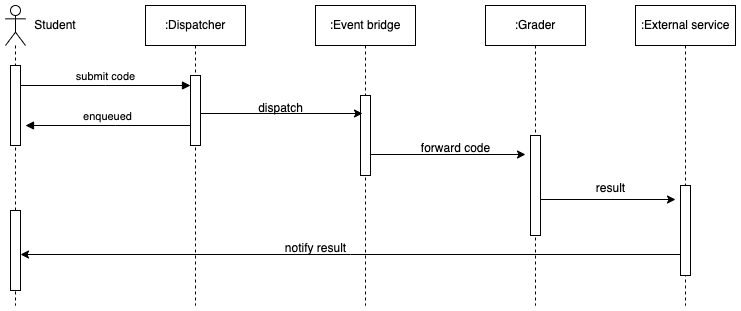 Student
:Dispatcher
:Event bridge
:Grader
:External service
submit code
dispatch
enqueued
forward code
result
notify result